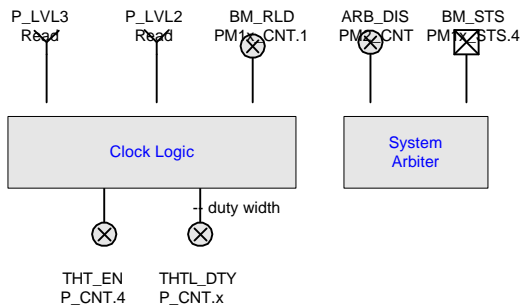 P_LVL3
Read
P_LVL2
Read
BM_RLD
PM1x_CNT.1
ARB_DIS
PM2_CNT
BM_STS
PM1x_STS.4
Clock Logic
System
Arbiter
-- duty width
THT_EN
P_CNT.4
THTL_DTY
P_CNT.x